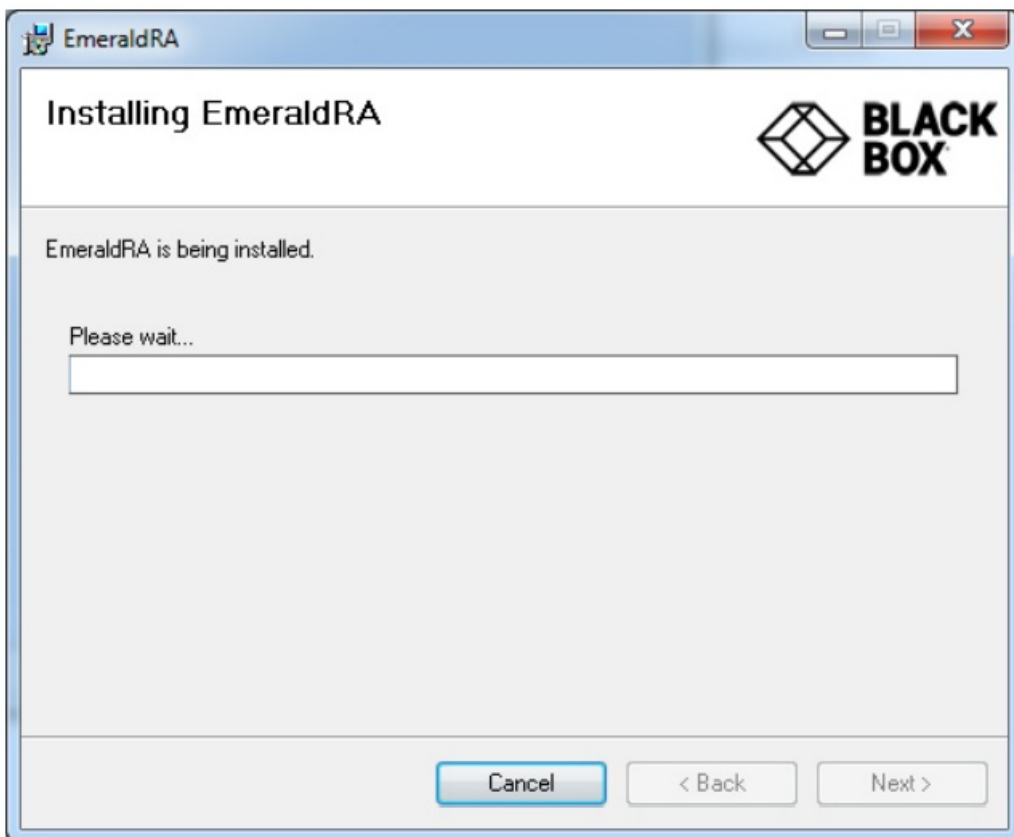 EmeraldRA
Installing EmeraldRA
BLACK
BOX
EmeraldRA is being installed.
Please wait...
Cancel
< Back
Next >